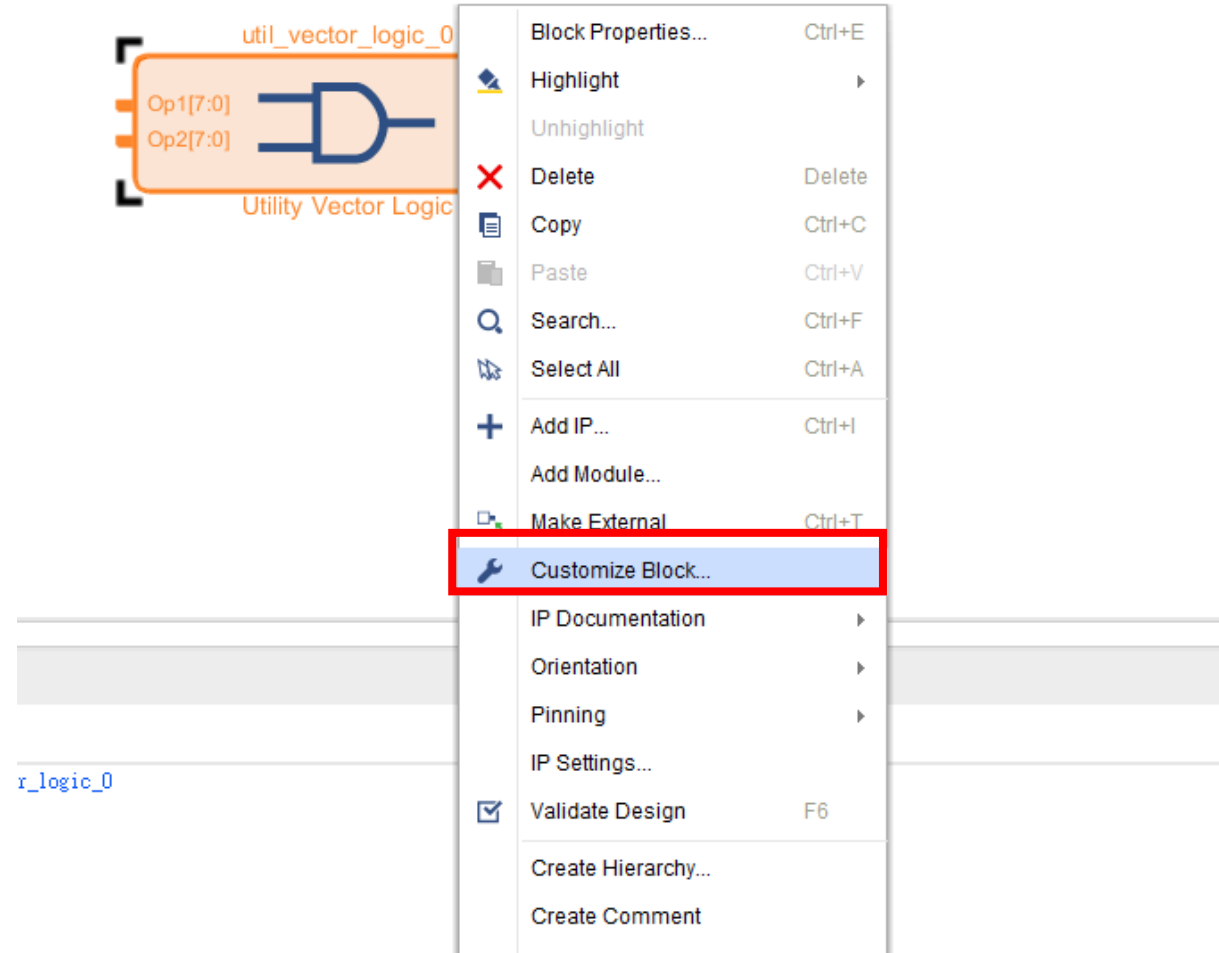 util_vector_logic_0
Op1[7:0]
Op2[7:0]
Utility Vector Logic
Block Properties... Ctrl+E
Highlight
Unhighlight
Delete Delete
Copy Ctrl+C
Paste Ctrl+V
Search... Ctrl+F
Select All Ctrl+A
Add IP... Ctrl+I
Add Module...
Make External Ctrl+T
Customize Block...
IP Documentation
Orientation
Pinning
IP Settings...
r_logic_0
Validate Design F6
Create Hierarchy...
Create Comment